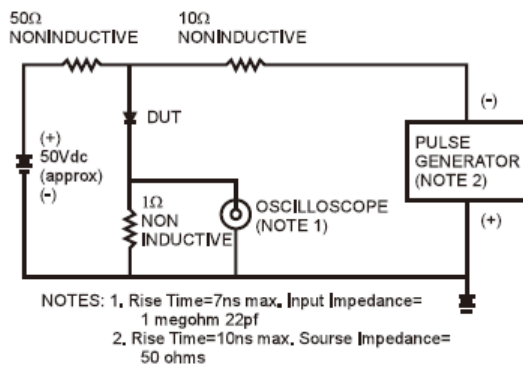 50Ω
NONINDUCTIVE
10Ω
NONINDUCTIVE
DUT
(+)
50Vdc
(approx)
(-)
(-)
PULSE
GENERATOR
(NOTE 2)
(+)
1Ω
NON
INDUCTIVE
OSCILLOSCOPE
(NOTE 1)
NOTES: 1. Rise Time=7ns max. Input Impedance=
1 megohm 22pf
2. Rise Time=10ns max. Sourse Impedance=
50 ohms